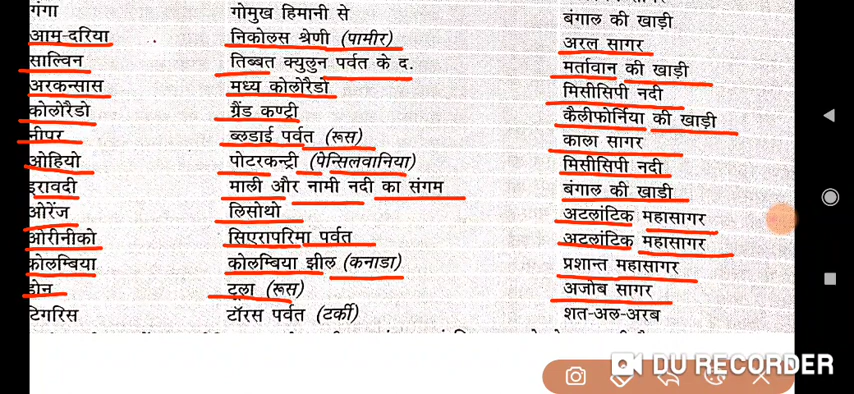 गंगा गोमुख हिमानी से बंगाल की खाड़ी
आम-दरिया निकोलस श्रेणी (पामीर) अरल सागर
साल्विन तिब्बत क्युलुन पर्वत के द. मर्तावान की खाड़ी
अरकन्सास मध्य कोलोरैडो मिसीसिपी नदी
कोलोरैडो ग्रैंड कण्ट्री कैलीफोर्निया की खाड़ी
नीपर ब्लडाई पर्वत (रूस) काला सागर
ओहियो पोटरकन्ट्री (पेन्सिलवानिया) मिसीसिपी नदी
इरावदी माली और नामी नदी का संगम बंगाल की खाडी
ओरेंज लिसोथो अटलांटिक महासागर
ओरीनीको सिएरापरिमा पर्वत अटलांटिक महासागर
कोलम्बिया कोलम्बिया झील (कनाडा) प्रशान्त महासागर
डोन टूला (रूस) अजोब सागर
टिगरिस टॉरस पर्वत (टर्की) शत-अल-अरब
DU RECORDER